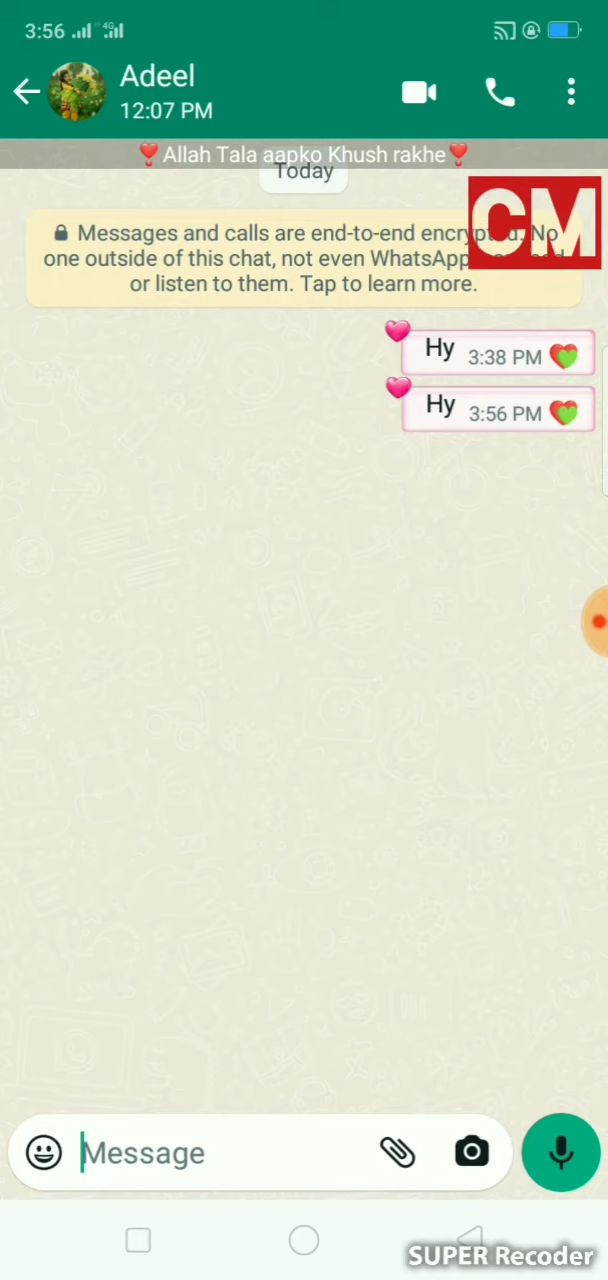 3:56 4G
Adeel
12:07 PM
Allah Tala aapko Khush rakhe
Today
CM
Messages and calls are end-to-end encrypted. No
one outside of this chat, not even WhatsApp,
or listen to them. Tap to learn more.
Hy 3:38 PM
Hy 3:56 PM
Message
SUPER Recoder